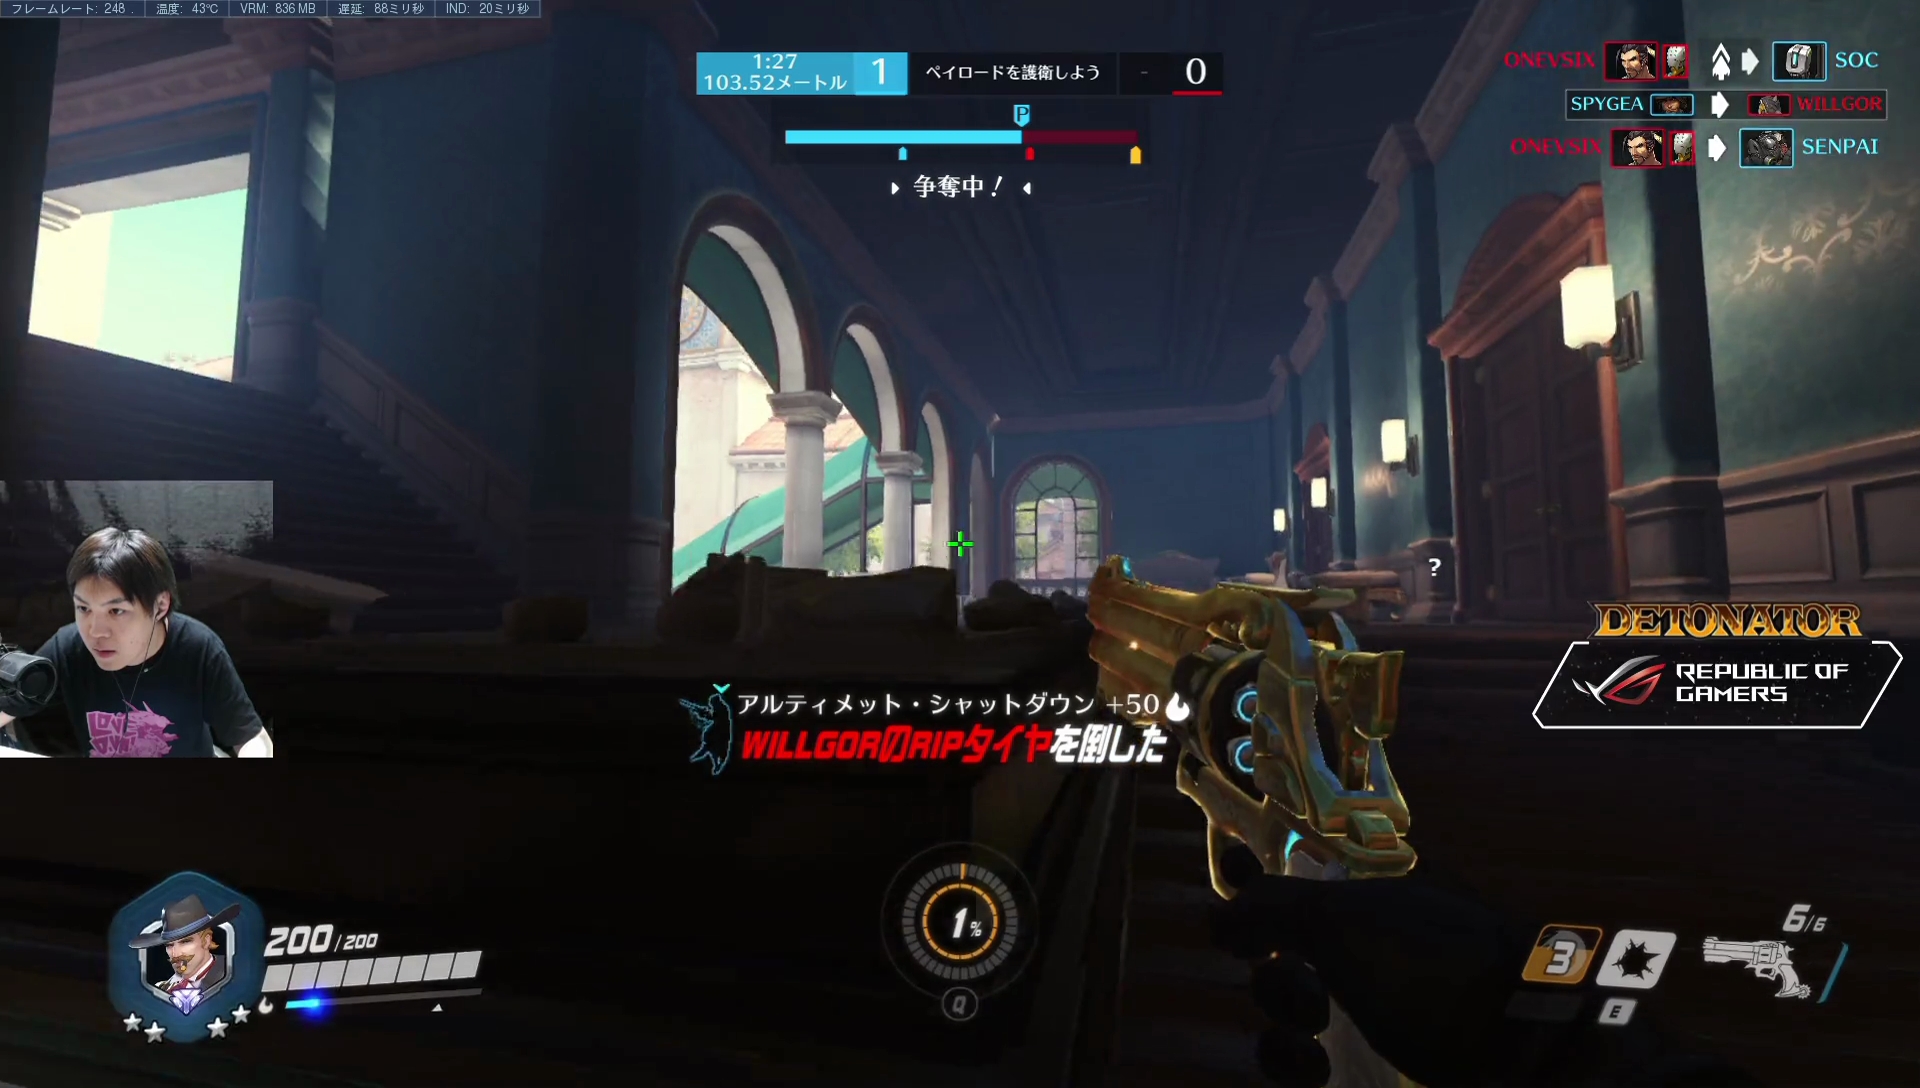 フレームレート: 248 . 温度: 43℃ VRM: 836 MB 遅延: 88ミリ秒 IND: 20ミリ秒
1:27
103.52メートル 1 ペイロードを護衛しよう - 0
P
争奪中!
ONEVSIX SOC
SPYGEA WILLGOR
ONEVSIX SENPAI
?
DETONATOR
REPUBLIC OF
GAMERS
アルティメット・シャットダウン +50
WILLGORのRIPタイヤを倒した
200/200
1%
Q
3
E
6/6